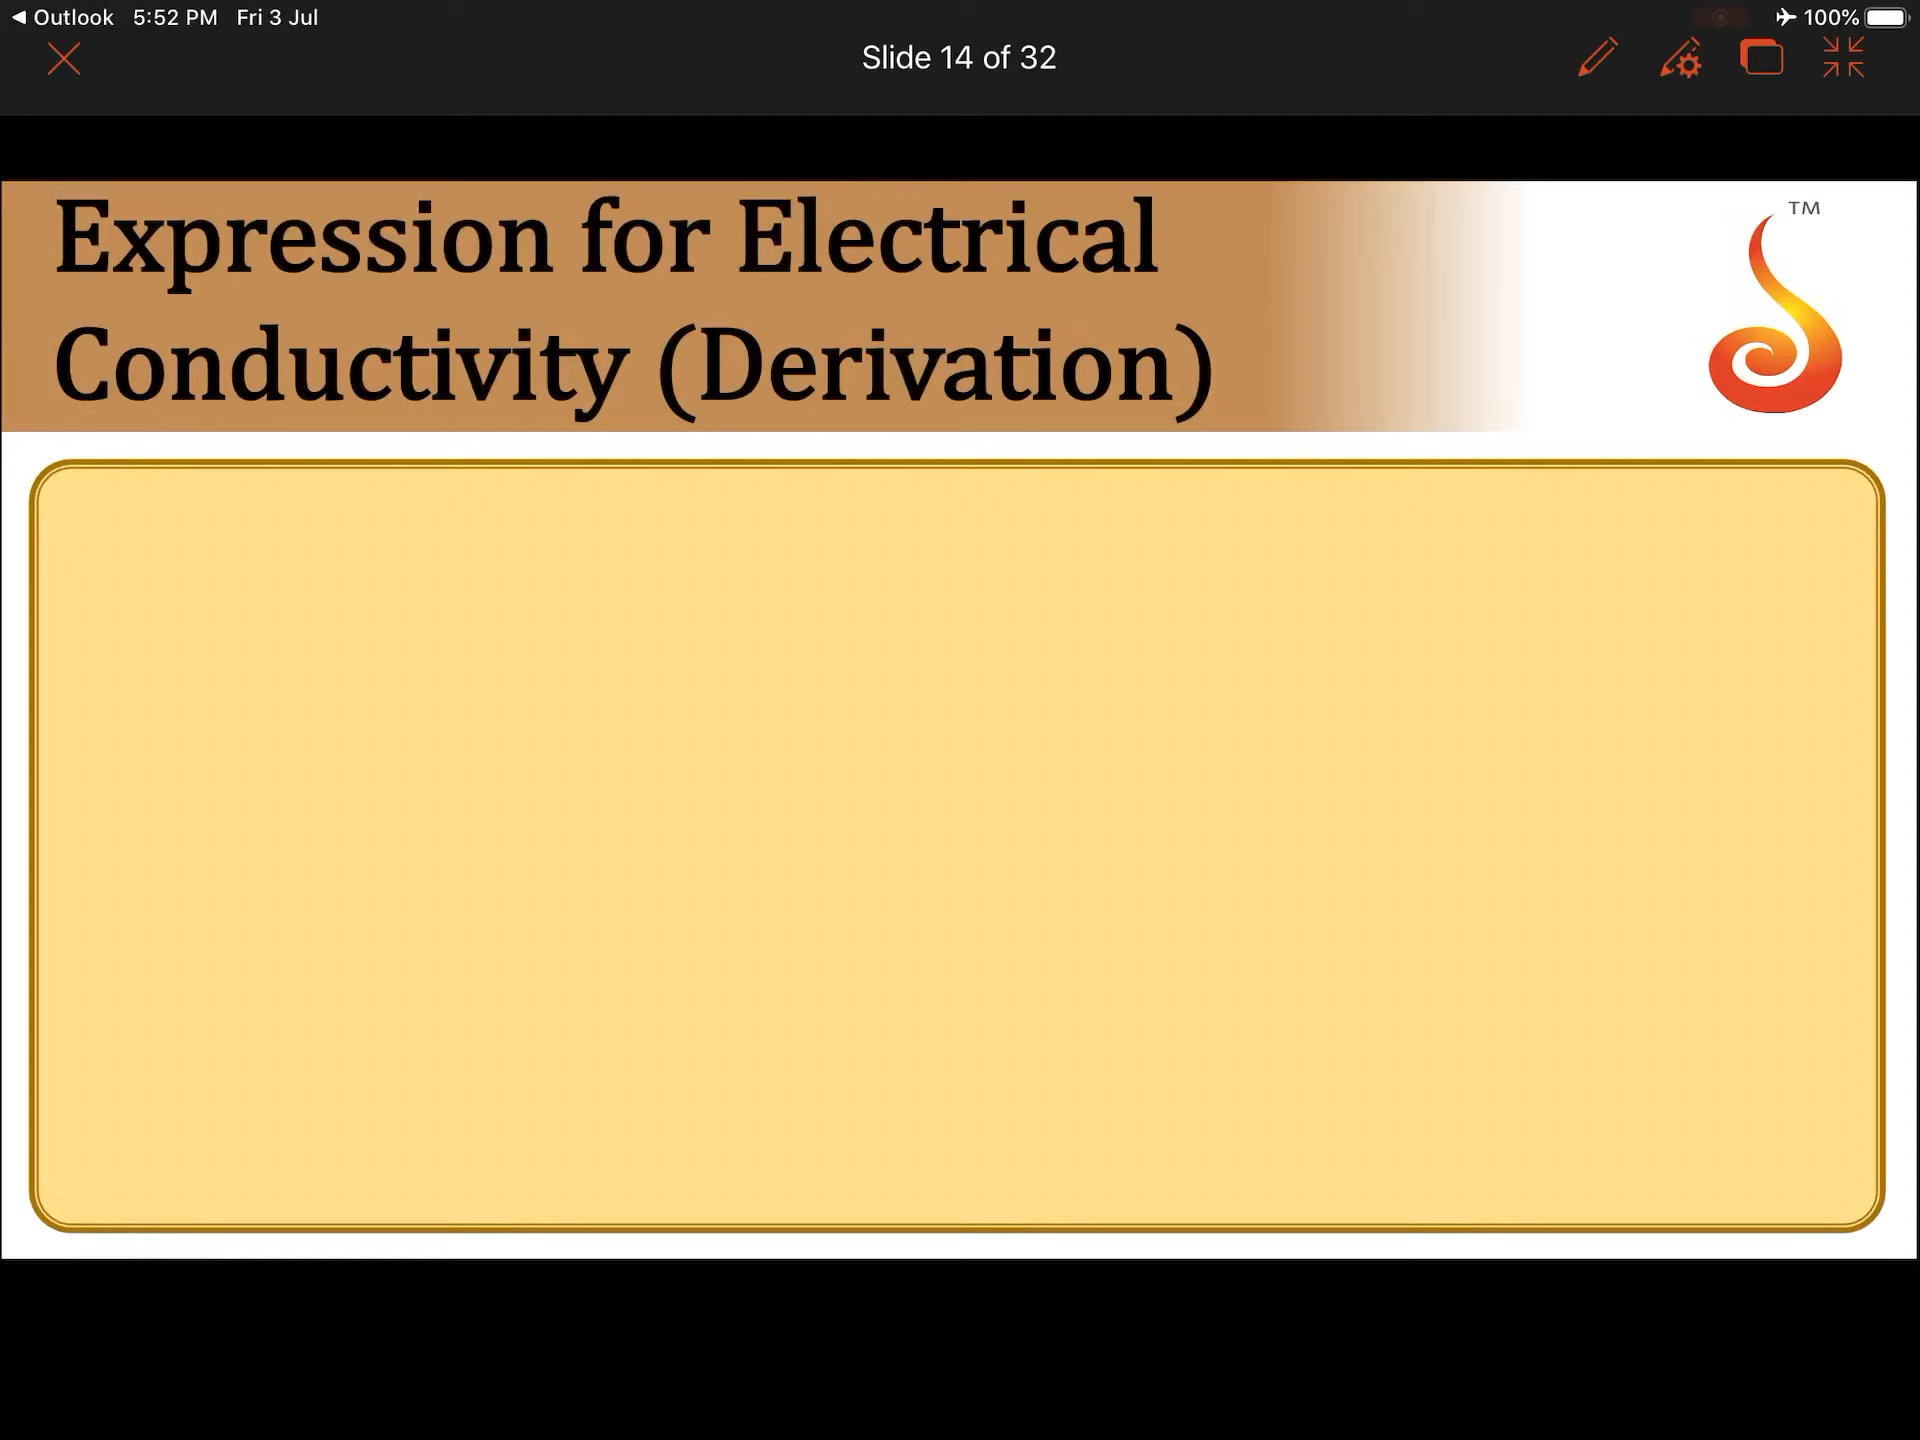 ◀ Outlook 5:52 PM Fri 3 Jul 100%
Slide 14 of 32
TM
Expression for Electrical
Conductivity (Derivation)